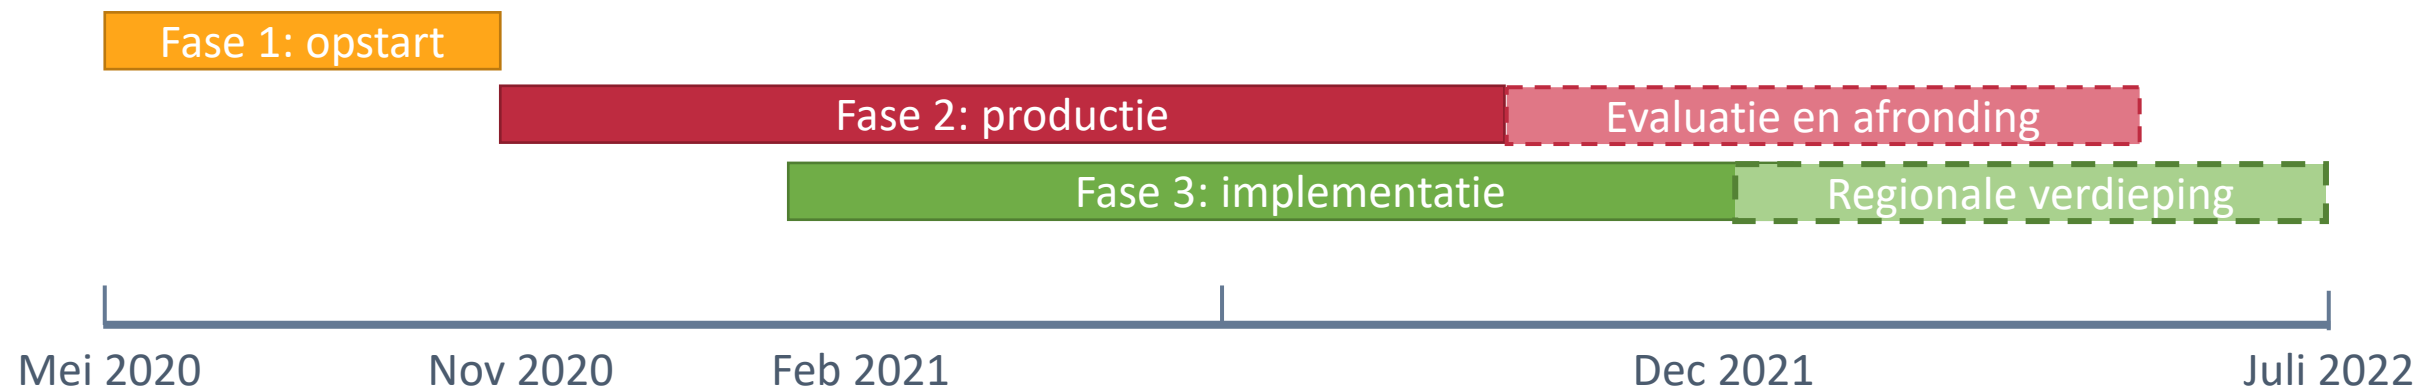 Fase 1: opstart
Fase 2: productie
Evaluatie en afronding
Fase 3: implementatie
Regionale verdieping
Mei 2020
Nov 2020
Feb 2021
Dec 2021
Juli 2022